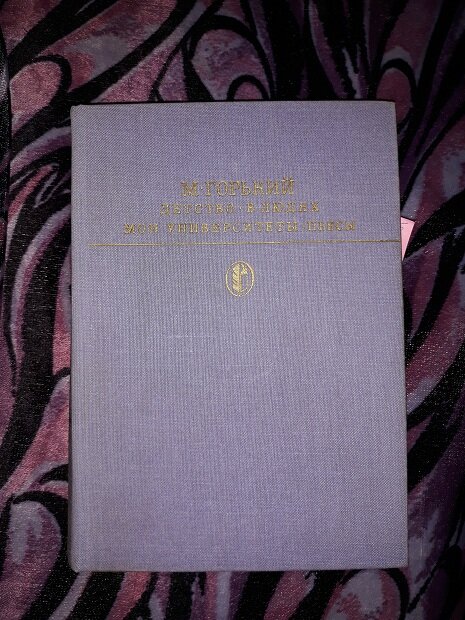 М. ГОРЬКИЙ
ДЕТСТВО · В ЛЮДЯХ
МОИ УНИВЕРСИТЕТЫ · ПЬЕСЫ